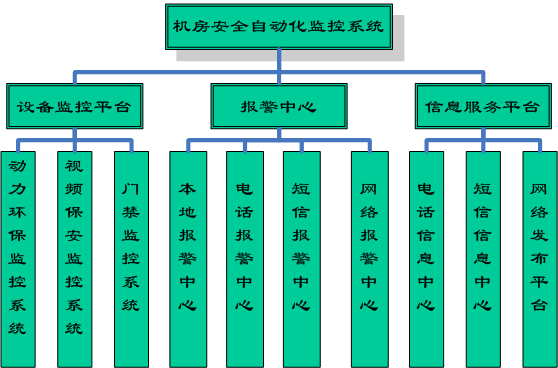 机房安全自动化监控系统
设备监控平台
报警中心
信息服务平台
动力环保监控系统
视频保安监控系统
门禁监控系统
本地报警中心
电话报警中心
短信报警中心
网络报警中心
电话信息中心
短信信息中心
网络发布平台